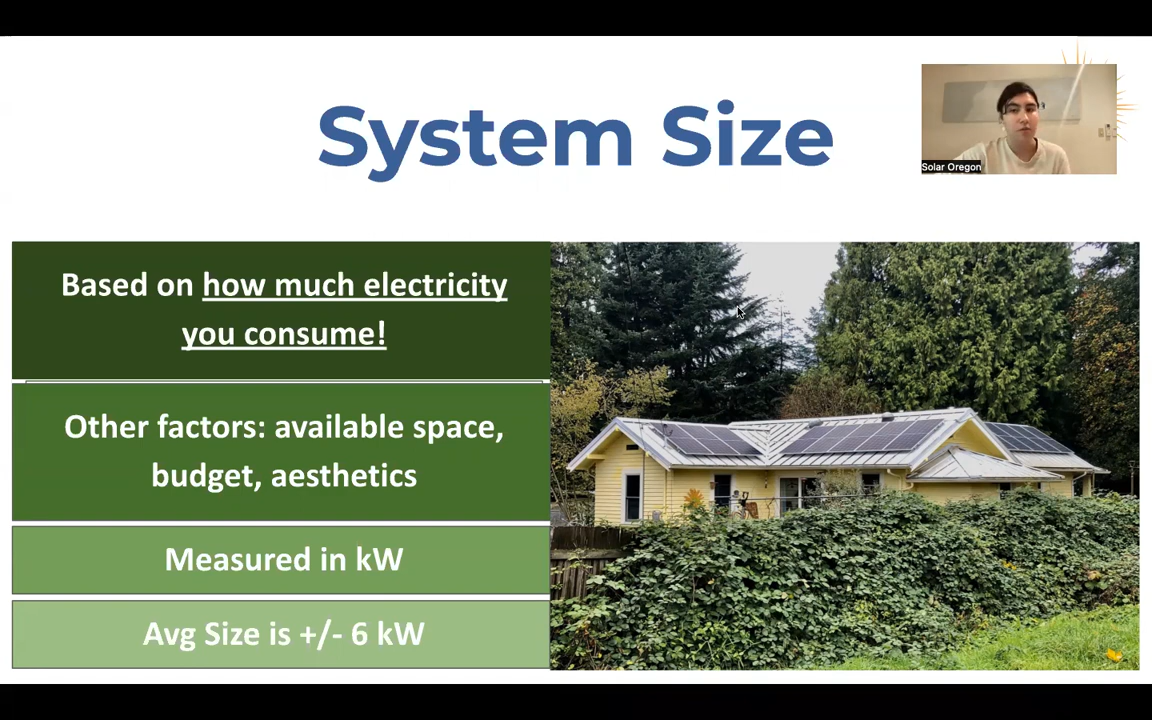 System Size
Solar Oregon
Based on how much electricity
you consume!
Other factors: available space,
budget, aesthetics
Measured in kW
Avg Size is +/- 6 kW